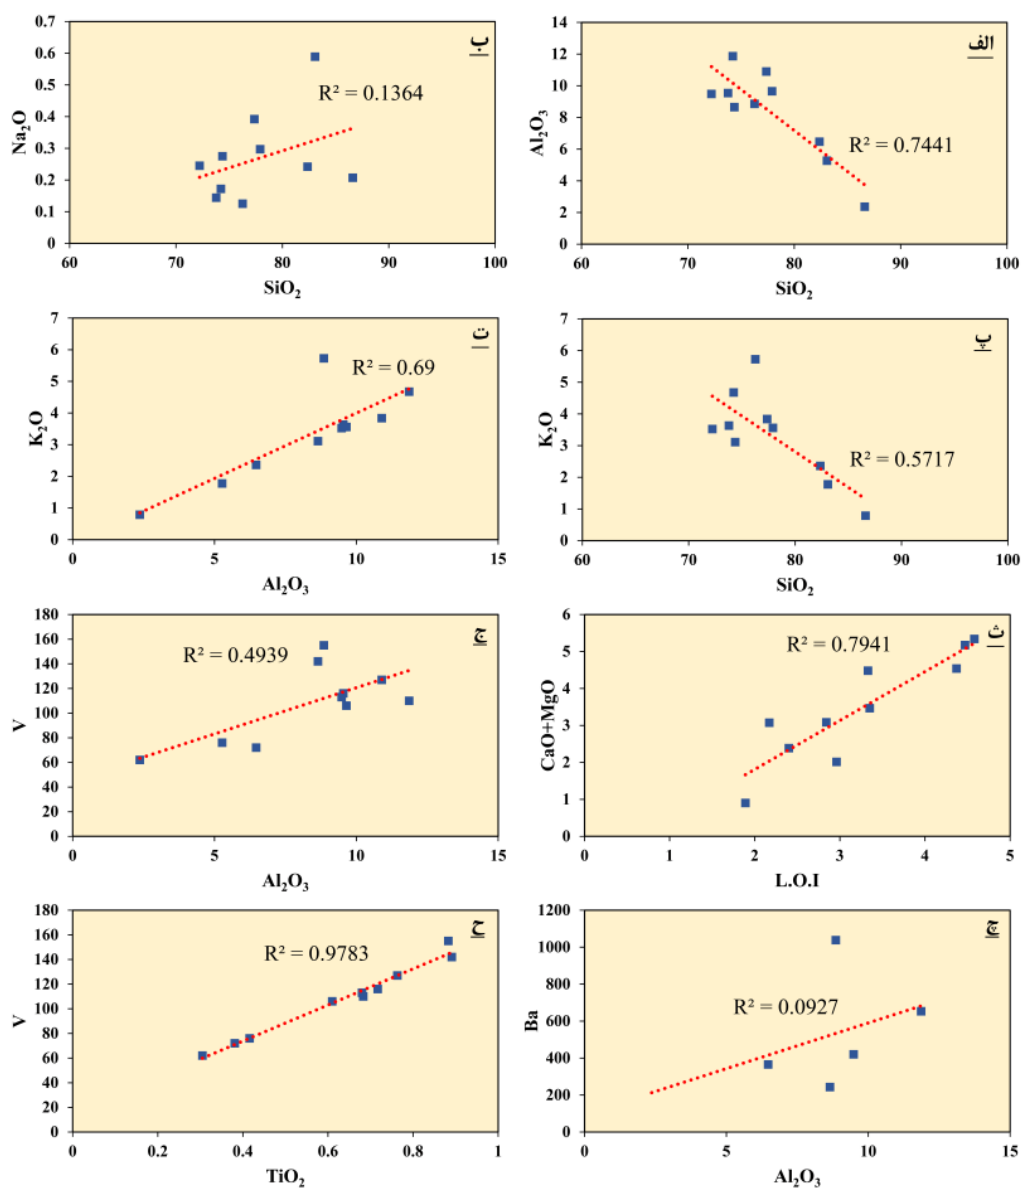 الف
Al₂O₃
14
12
10
8
6
4
2
0
R² = 0.7441
60 70 80 90 100
SiO₂
ب
Na₂O
0.7
0.6
0.5
0.4
0.3
0.2
0.1
0
R² = 0.1364
60 70 80 90 100
SiO₂
پ
K₂O
7
6
5
4
3
2
1
0
R² = 0.5717
60 70 80 90 100
SiO₂
ت
K₂O
7
6
5
4
3
2
1
0
R² = 0.69
0 5 10 15
Al₂O₃
ث
CaO+MgO
6
5
4
3
2
1
0
R² = 0.7941
0 1 2 3 4 5
L.O.I
ج
V
180
160
140
120
100
80
60
40
20
0
R² = 0.4939
0 5 10 15
Al₂O₃
چ
Ba
1200
1000
800
600
400
200
0
R² = 0.0927
0 5 10 15
Al₂O₃
ح
V
180
160
140
120
100
80
60
40
20
0
R² = 0.9783
0 0.2 0.4 0.6 0.8 1
TiO₂